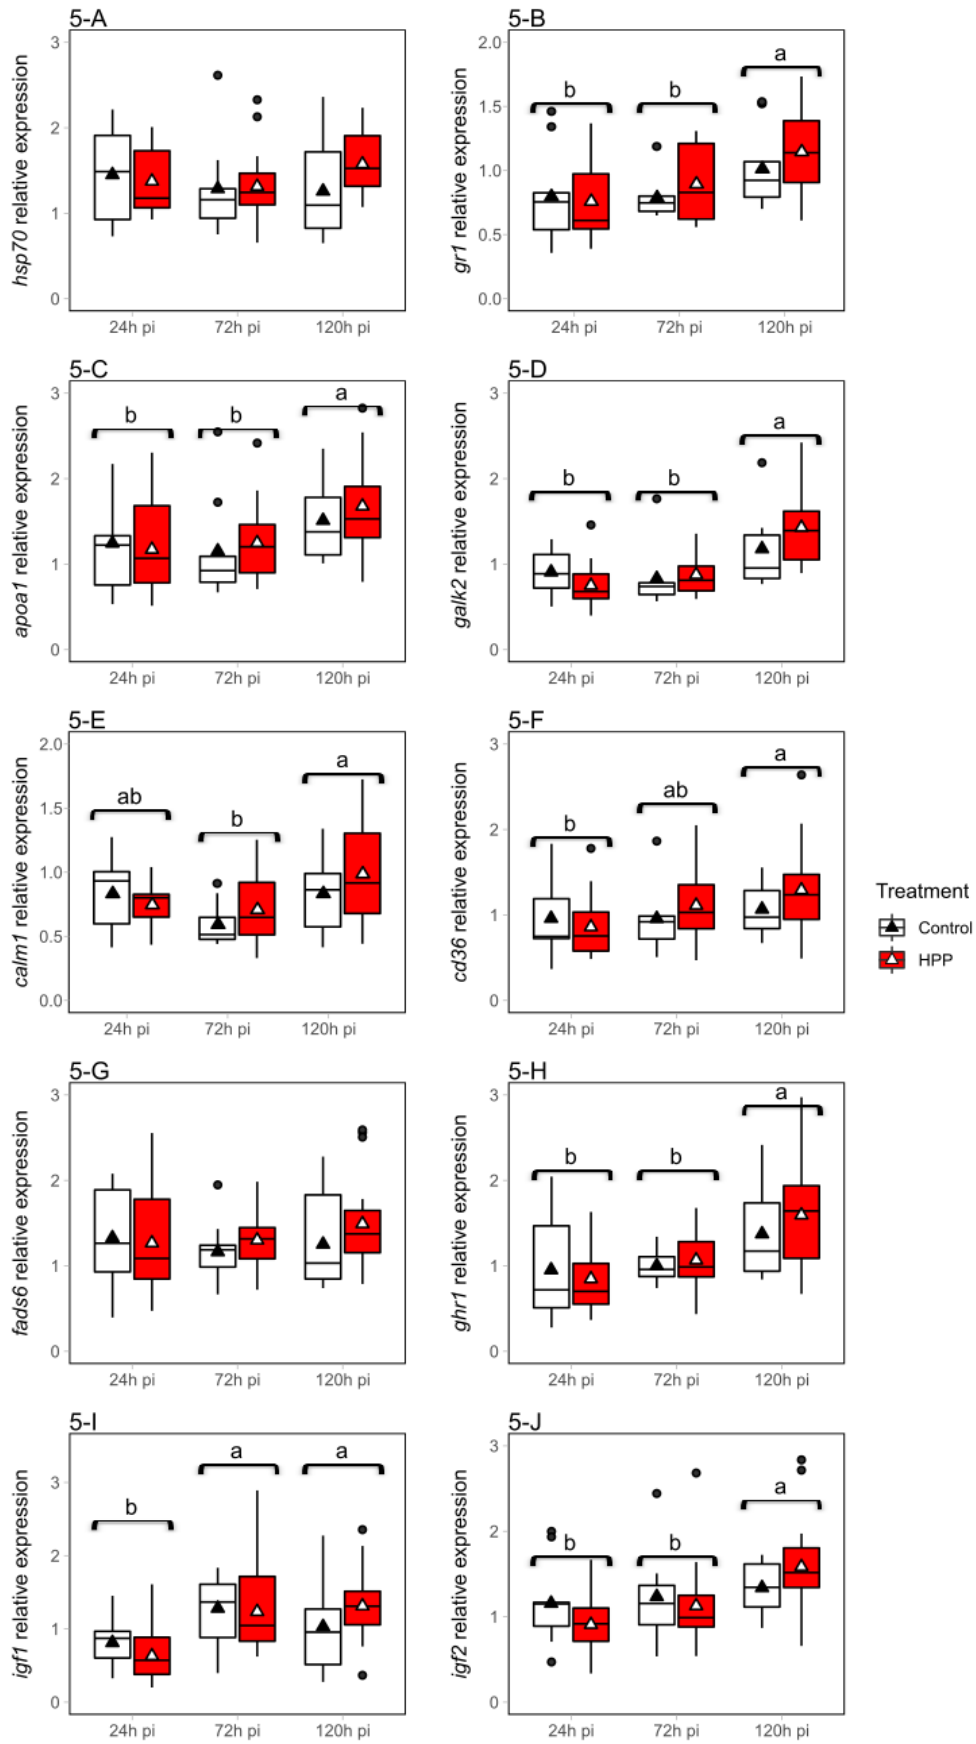 5-A
hsp70 relative expression
3
2
1
0
24h pi
72h pi
120h pi
5-B
gr1 relative expression
2.0
1.5
1.0
0.5
0.0
b
b
a
24h pi
72h pi
120h pi
5-C
apoa1 relative expression
3
2
1
0
b
b
a
24h pi
72h pi
120h pi
5-D
galk2 relative expression
3
2
1
0
b
b
a
24h pi
72h pi
120h pi
5-E
calm1 relative expression
2.0
1.5
1.0
0.5
0.0
ab
b
a
24h pi
72h pi
120h pi
5-F
cd36 relative expression
3
2
1
0
b
ab
a
24h pi
72h pi
120h pi
Treatment
Control
HPP
5-G
fads6 relative expression
3
2
1
0
24h pi
72h pi
120h pi
5-H
ghr1 relative expression
3
2
1
0
b
b
a
24h pi
72h pi
120h pi
5-I
igf1 relative expression
3
2
1
0
b
a
a
24h pi
72h pi
120h pi
5-J
igf2 relative expression
3
2
1
0
b
b
a
24h pi
72h pi
120h pi